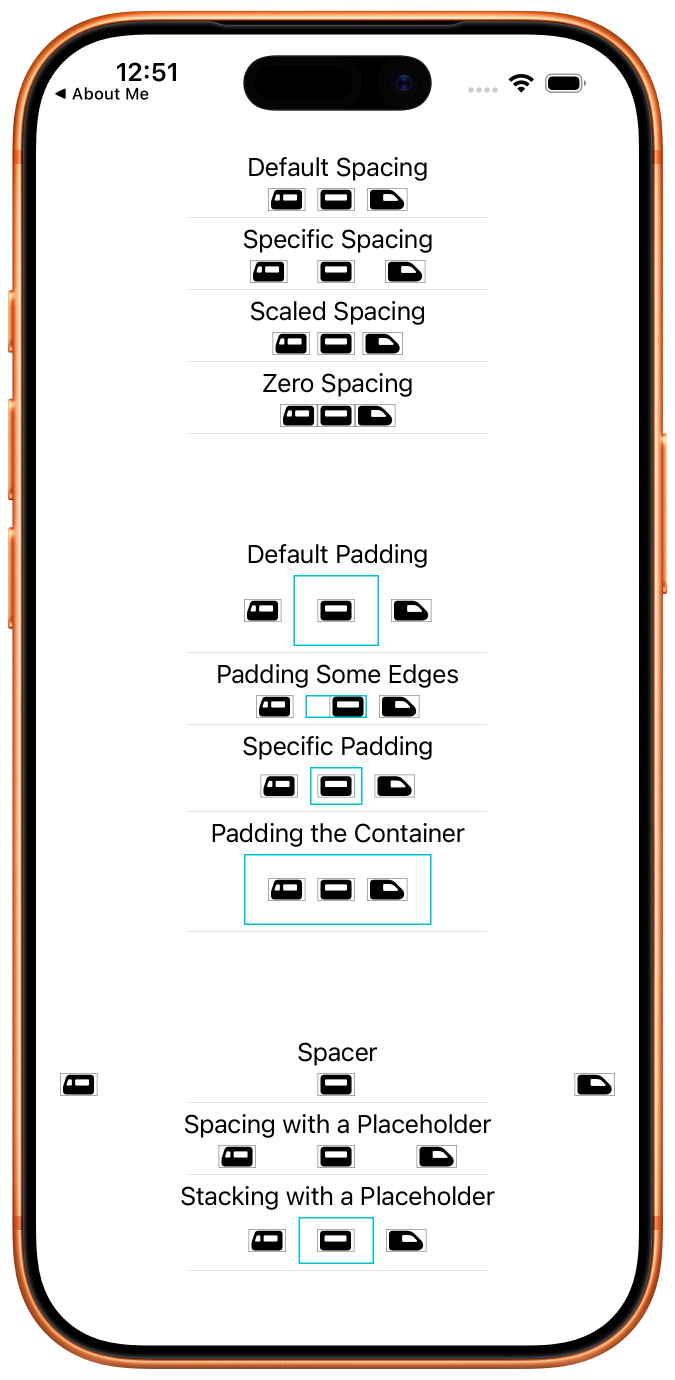 12:51
◀ About Me
Default Spacing
Specific Spacing
Scaled Spacing
Zero Spacing
Default Padding
Padding Some Edges
Specific Padding
Padding the Container
Spacer
Spacing with a Placeholder
Stacking with a Placeholder